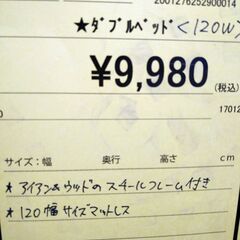 2001276252900014
★ダブルベッド<120W>
¥9,980
(税込)
0
17012
サイズ:幅 奥行 高さ cm
★アイアン&ウッドのスチールフレーム付き
★120幅サイズマットレス